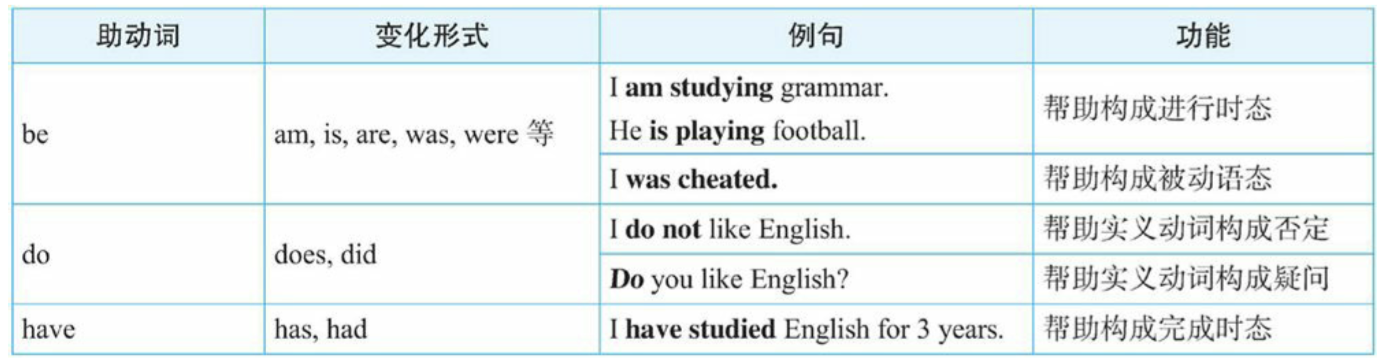 助动词 变化形式 例句 功能
be am, is, are, was, were 等 I am studying grammar. 帮助构成进行时态
He is playing football.
I was cheated. 帮助构成被动语态
do does, did I do not like English. 帮助实义动词构成否定
Do you like English? 帮助实义动词构成疑问
have has, had I have studied English for 3 years. 帮助构成完成时态